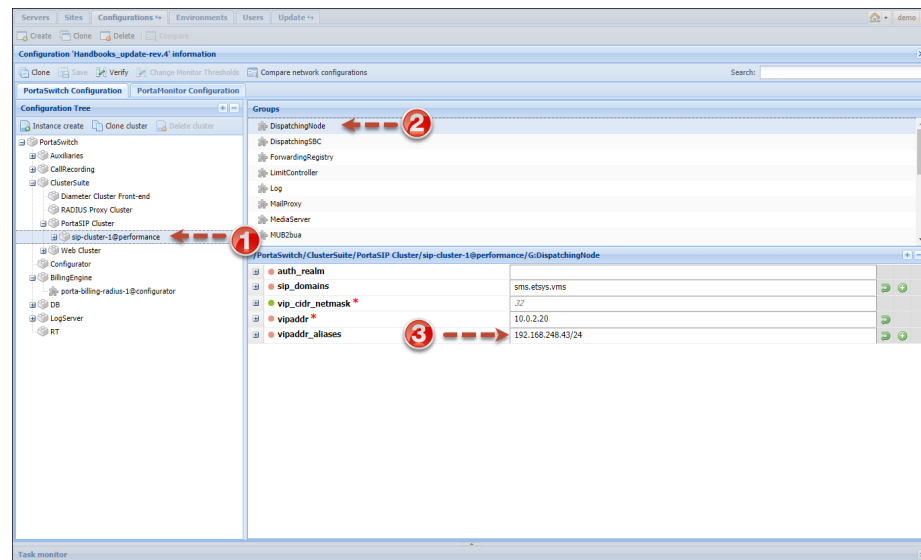 Servers Sites Configurations Environments Users Update demo
Create Clone Delete Compare
Configuration 'Handbooks_update-rev.4' information
Clone Save Verify Change Monitor Thresholds Compare network configurations Search:
PortaSwitch Configuration PortaMonitor Configuration
Configuration Tree
Instance create Clone cluster Delete cluster
PortaSwitch
Auxiliaries
CallRecording
ClusterSuite
Diameter Cluster Front-end
RADIUS Proxy Cluster
PortaSIP Cluster
sip-cluster-1@performance 1
Web Cluster
Configurator
BillingEngine
porta-billing-radius-1@configurator
DB
LogServer
RT
Groups
DispatchingNode 2
DispatchingSBC
ForwardingRegistry
LimitController
Log
MailProxy
MediaServer
MUB2bua
/PortaSwitch/ClusterSuite/PortaSIP Cluster/sip-cluster-1@performance/G:DispatchingNode
auth_realm
sip_domains sms.etsys.vms
vip_cidr_netmask * 32
vipaddr * 10.0.2.20
vipaddr_aliases 3 192.168.248.43/24
Task monitor